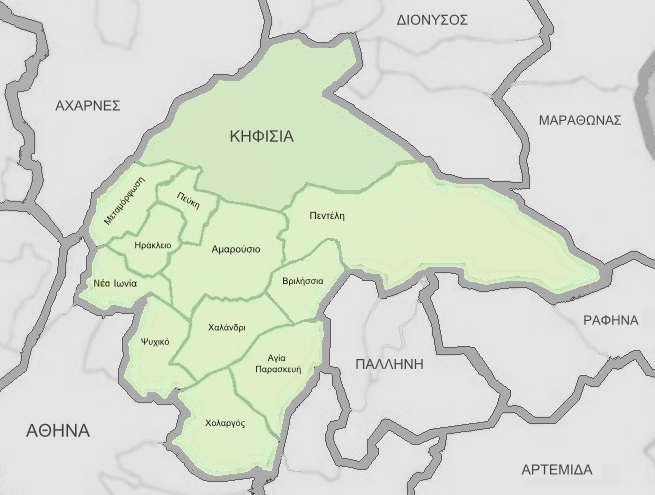 ΔΙΟΝΥΣΟΣ
ΑΧΑΡΝΕΣ
ΜΑΡΑΘΩΝΑΣ
ΚΗΦΙΣΙΑ
Μεταμόρφωση
Πεύκη
Πεντέλη
Ηράκλειο
Αμαρούσιο
Νέα Ιωνία
Βριλήσσια
ΡΑΦΗΝΑ
Χαλάνδρι
Ψυχικό
Αγία
Παρασκευή
ΠΑΛΛΗΝΗ
Χολαργός
ΑΘΗΝΑ
ΑΡΤΕΜΙΔΑ